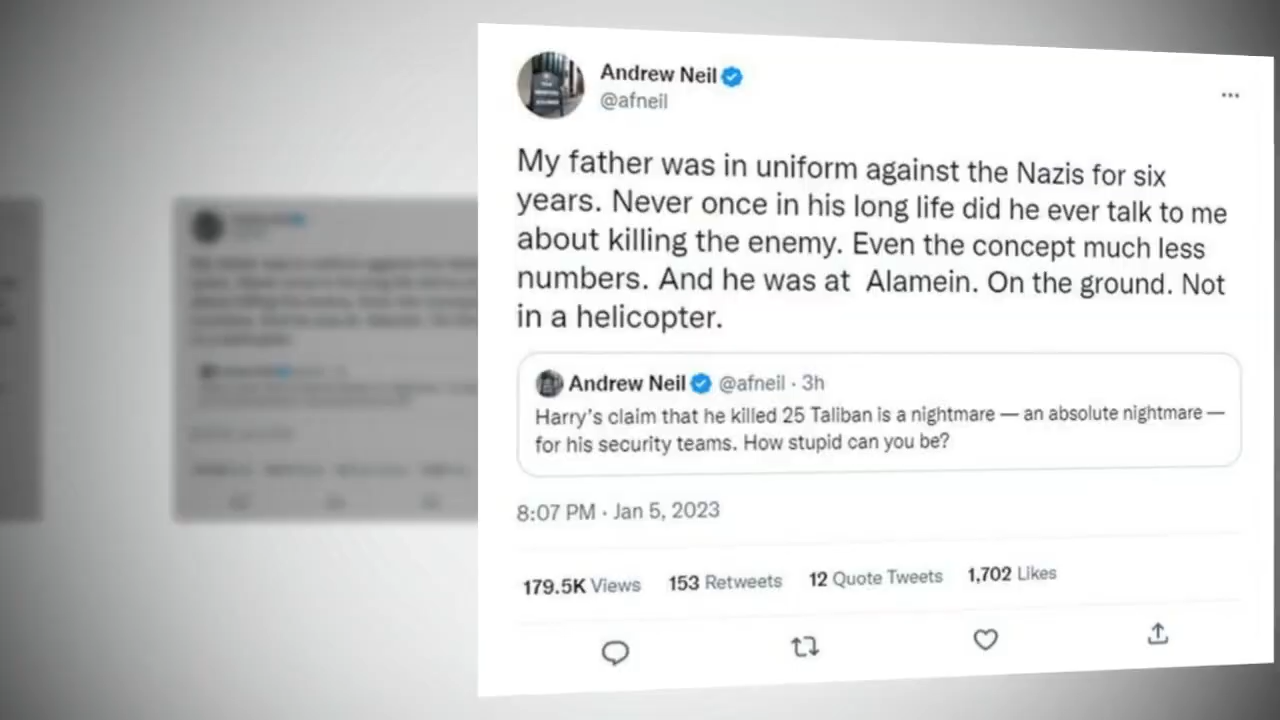 Andrew Neil
@afneil
My father was in uniform against the Nazis for six
years. Never once in his long life did he ever talk to me
about killing the enemy. Even the concept much less
numbers. And he was at Alamein. On the ground. Not
in a helicopter.
Andrew Neil @afneil · 3h
Harry's claim that he killed 25 Taliban is a nightmare — an absolute nightmare —
for his security teams. How stupid can you be?
8:07 PM · Jan 5, 2023
179.5K Views 153 Retweets 12 Quote Tweets 1,702 Likes